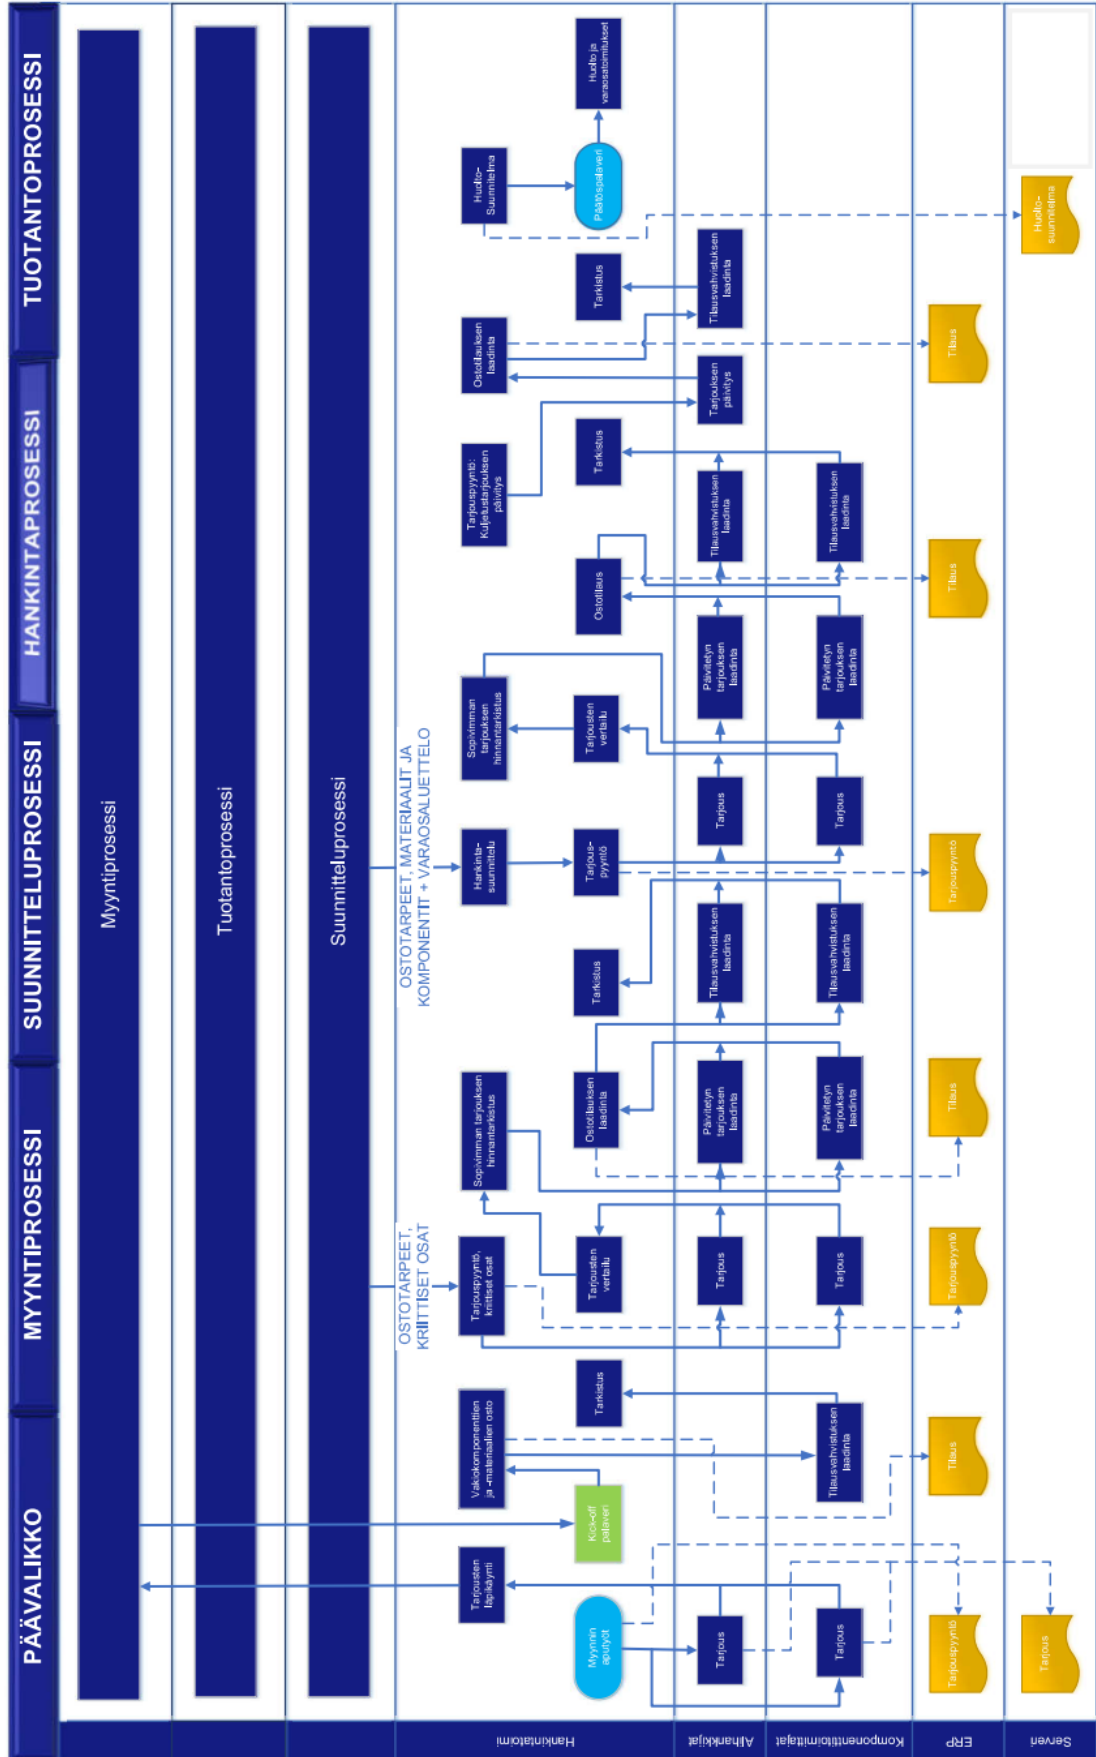 PÄÄVALIKKO
MYYNTIPROSESSI
SUUNNITTELUPROSESSI
HANKINTAPROSESSI
TUOTANTOPROSESSI
Myyntiprosessi
Tuotantoprosessi
Suunnitteluprosessi
OSTOTARPEET,
KRIITTISET OSAT
OSTOTARPEET, MATERIAALIT JA
KOMPONENTIT + VARAOSALUETTELO
Hankintatoimi
Tarjousten
läpikäynti
Vakiokomponenttien
ja -materiaalien osto
Tarjouspyyntö,
kriittiset osat
Sopivimman tarjouksen
hinnantarkistus
Hankinta-
suunnittelu
Sopivimman
tarjouksen
hinnantarkistus
Tarjouspyyntö:
Kuljetustarjouksen
päivitys
Ostotilauksen
laadinta
Huolto-
Suunnitelma
Myynnin
aputyöt
Kick-off
palaveri
Tarkistus
Tarjousten
vertailu
Ostotilauksen
laadinta
Tarkistus
Tarjous-
pyyntö
Tarjousten
vertailu
Ostotilaus
Tarkistus
Tarkistus
Päätöspalaveri
Huolto ja
varaosatoimitukset
Alihankkijat
Tarjous
Tarjous
Päivitetyn
tarjouksen
laadinta
Tilausvahvistuksen
laadinta
Tarjous
Päivitetyn
tarjouksen
laadinta
Tilausvahvistuksen
laadinta
Tarjouksen
päivitys
Tilausvahvistuksen
laadinta
Komponenttitoimittajat
Tarjous
Tilausvahvistuksen
laadinta
Tarjous
Päivitetyn
tarjouksen
laadinta
Tilausvahvistuksen
laadinta
Tarjous
Päivitetyn
tarjouksen
laadinta
Tilausvahvistuksen
laadinta
ERP
Tarjouspyyntö
Tilaus
Tarjouspyyntö
Tilaus
Tarjouspyyntö
Tilaus
Tilaus
Serveri
Tarjous
Huolto-
suunnitelma